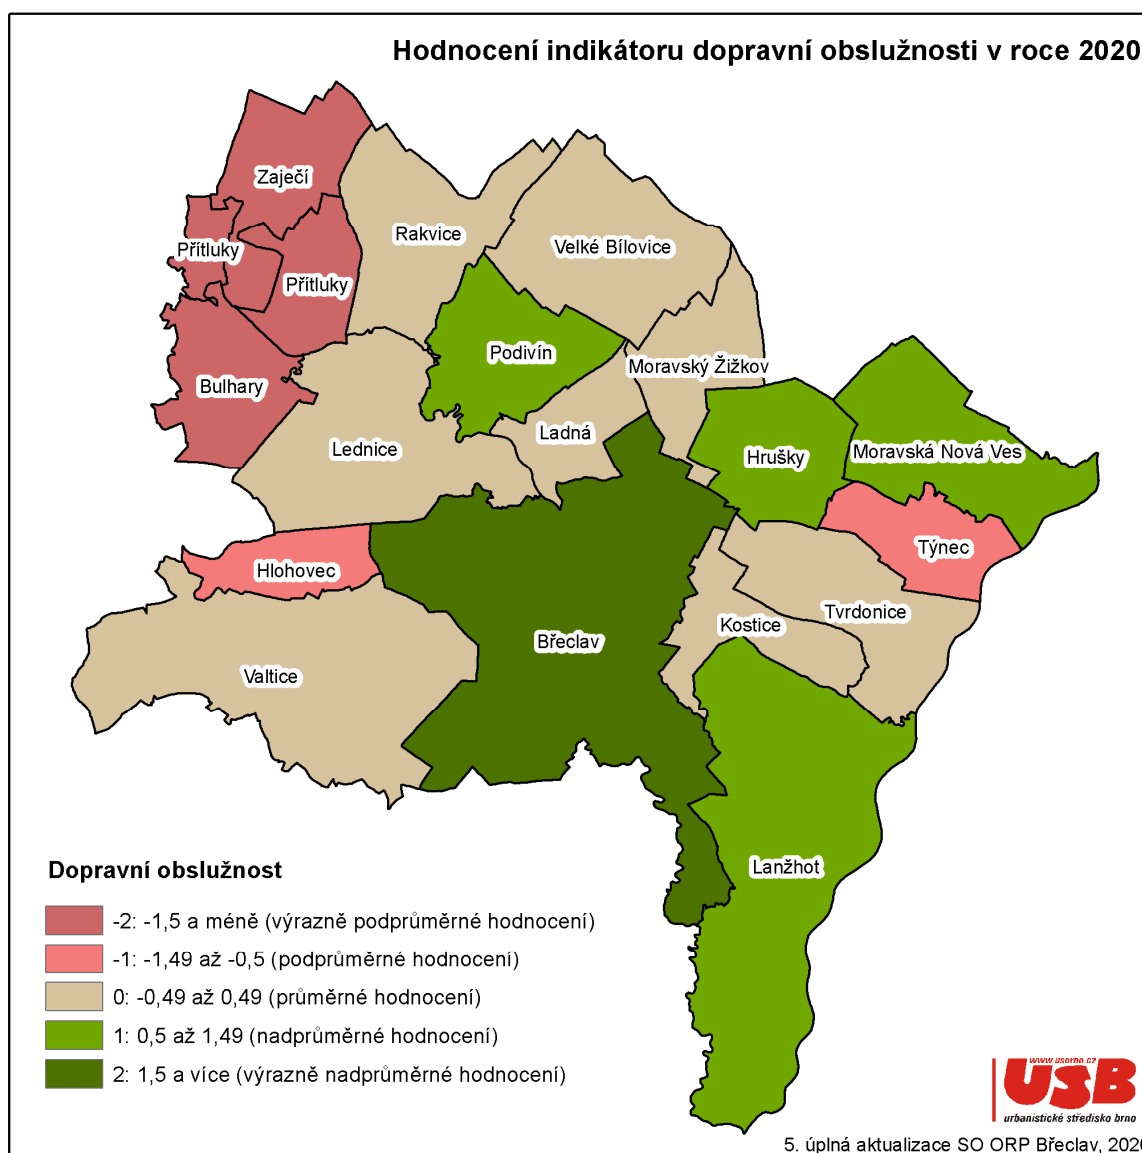 Hodnocení indikátoru dopravní obslužnosti v roce 2020
Zaječí
Přítluky
Rakvice
Velké Bílovice
Přítluky
Podivín
Moravský Žižkov
Bulhary
Ladná
Lednice
Hrušky
Moravská Nová Ves
Týnec
Hlohovec
Tvrdonice
Kostice
Břeclav
Valtice
Lanžhot
Dopravní obslužnost
-2: -1,5 a méně (výrazně podprůměrné hodnocení)
-1: -1,49 až -0,5 (podprůměrné hodnocení)
0: -0,49 až 0,49 (průměrné hodnocení)
1: 0,5 až 1,49 (nadprůměrné hodnocení)
2: 1,5 a více (výrazně nadprůměrné hodnocení)
www.usbrno.cz
USB
urbanistické středisko brno
5. úplná aktualizace SO ORP Břeclav, 2020